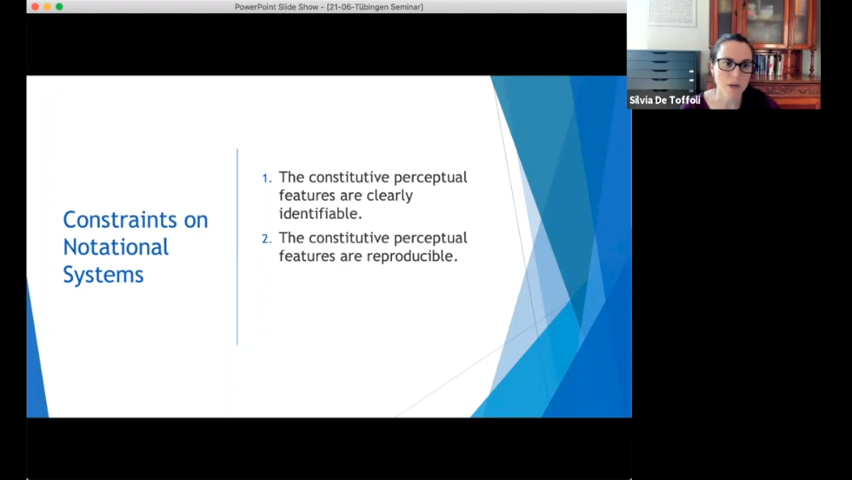 PowerPoint Slide Show - [21-06-Tübingen Seminar]
Silvia De Toffoli
Constraints on
Notational
Systems
1. The constitutive perceptual
features are clearly
identifiable.
2. The constitutive perceptual
features are reproducible.